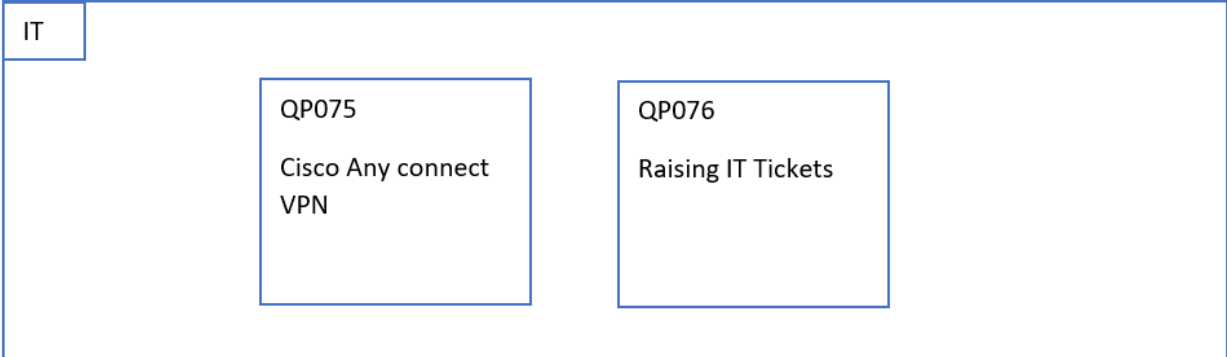 IT
QP075
Cisco Any connect
VPN
QP076
Raising IT Tickets